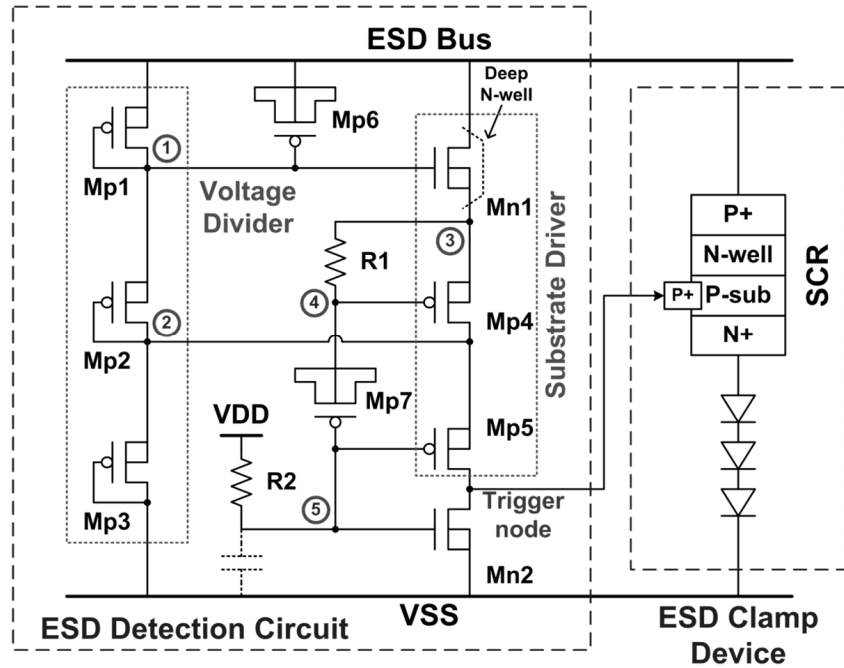 ESD Bus
Deep
N-well
Mp6
Mp1
1
Voltage
Divider
Mn1
3
R1
4
Substrate Driver
Mp4
Mp2
2
P+
N-well
P+
P-sub
N+
SCR
Mp7
VDD
Mp5
R2
Mp3
5
Trigger
node
Mn2
VSS
ESD Detection Circuit
ESD Clamp
Device